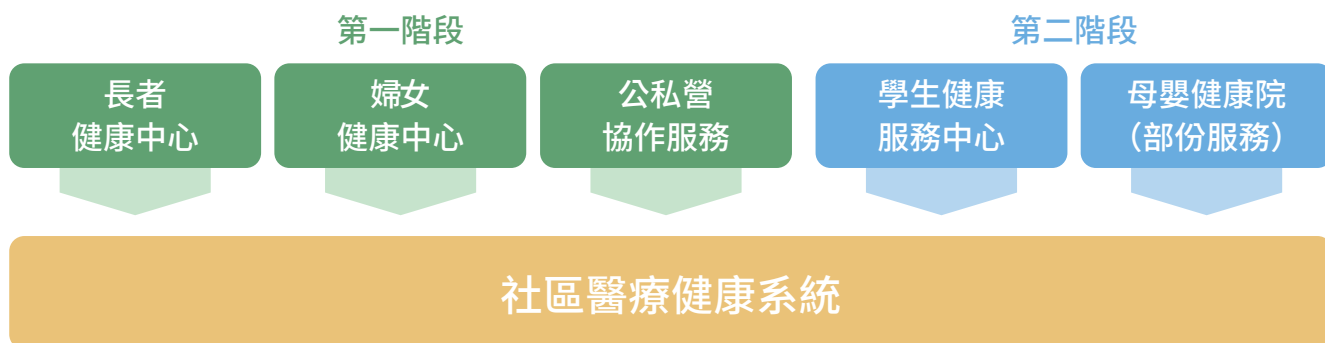 第一階段
長者
健康中心
婦女
健康中心
公私營
協作服務
第二階段
學生健康
服務中心
母嬰健康院
（部份服務）
社區醫療健康系統